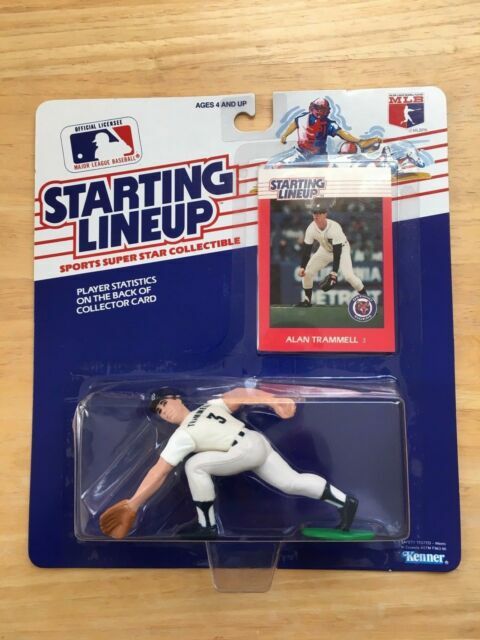 AGES 4 AND UP
OFFICIAL LICENSEE
MAJOR LEAGUE BASEBALL
MLB
STARTING
LINEUP
SPORTS SUPER STAR COLLECTIBLE
PLAYER STATISTICS
ON THE BACK OF
COLLECTOR CARD
STARTING
LINEUP
DETROIT
ALAN TRAMMELL
3
Kenner